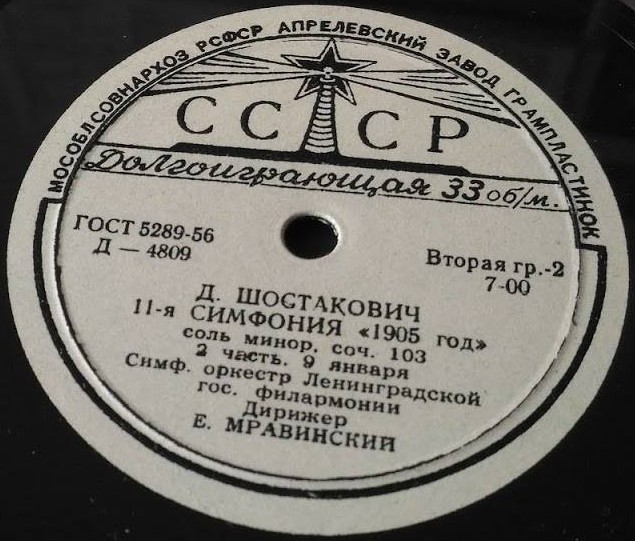 МОСОБЛСОВНАРХОЗ РСФСР АПРЕЛЕВСКИЙ ЗАВОД ГРАМПЛАСТИНОК
СССР
Долгоиграющая 33 об/м.
ГОСТ 5289-56
Д — 4809
Вторая гр.-2
7-00
Д. ШОСТАКОВИЧ
11-я СИМФОНИЯ «1905 год»
соль минор, соч. 103
2 часть. 9 января
Симф. оркестр Ленинградской
гос. филармонии
Дирижер
Е. МРАВИНСКИЙ